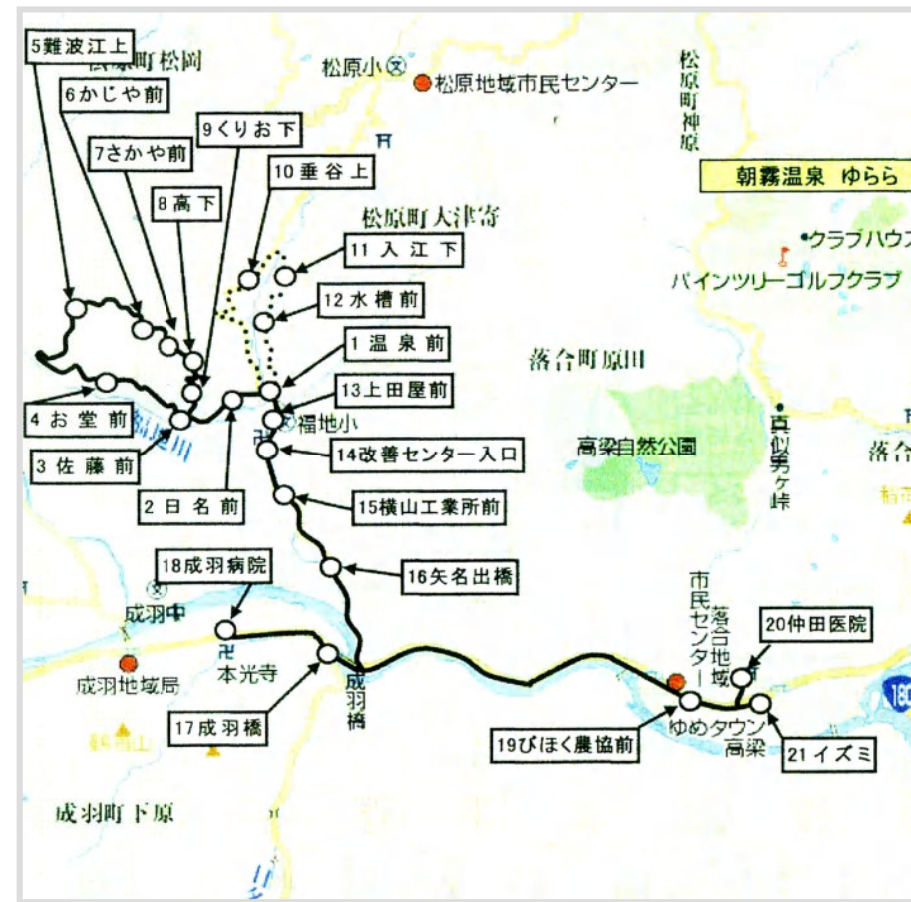 5難波江上
松原町松岡
6かじや前
7さかや前
9くりお下
8高下
10垂谷上
松原小
文
松原地域市民センター
松原町神原
朝霧温泉 ゆらら
クラブハウス
パインツリーゴルフクラブ
松原町大津寄
11入江下
12水槽前
1温泉前
13上田屋前
福地小
14改善センター入口
15横山工業所前
16矢名出橋
4お堂前
福地川
3佐藤前
2日名前
落合町原田
高梁自然公園
真似男ヶ峠
落合
18成羽病院
文
成羽中
成羽地域局
本光寺
17成羽橋
成羽橋
市民センター
落合地域
20仲田医院
180
19びほく農協前
ゆめタウン
高梁
21イズミ
成羽町下原